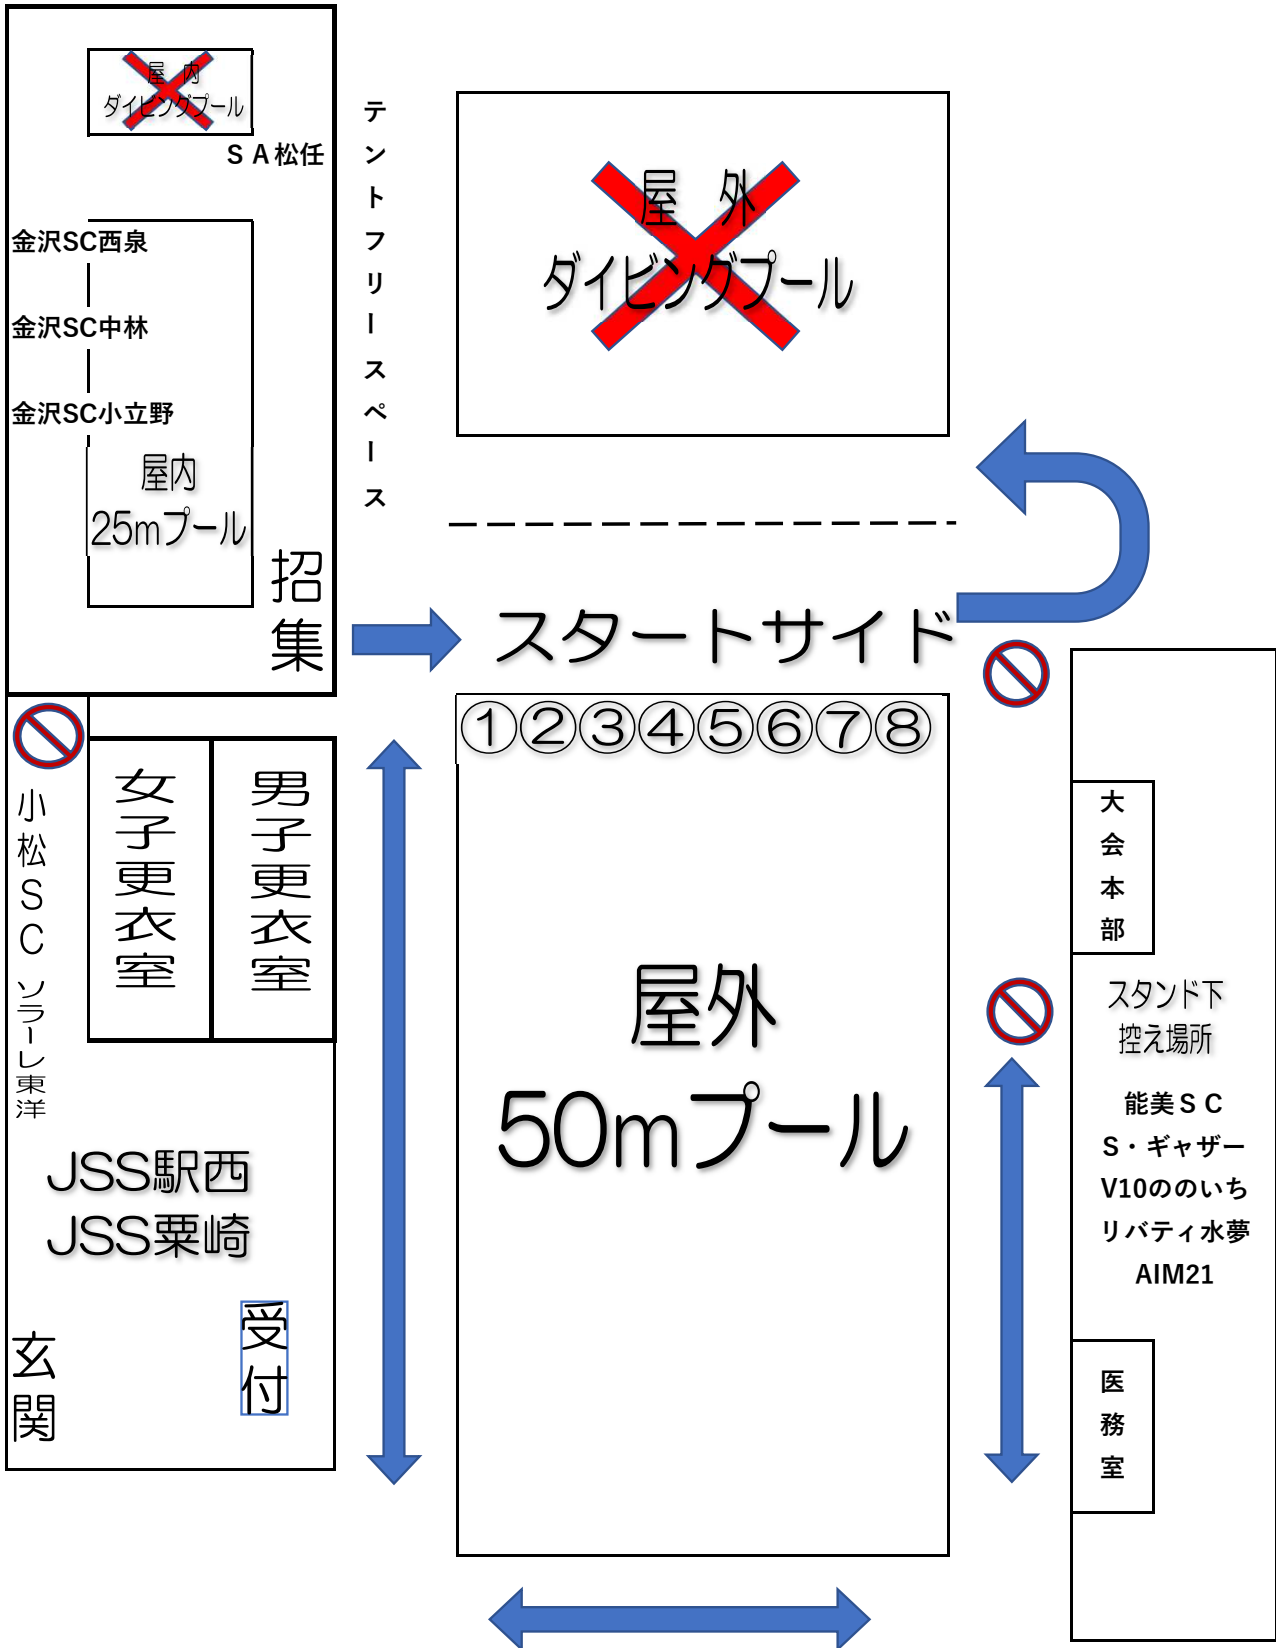 屋　内
ダイビングプール
ＳＡ松任
金沢SC西泉
金沢SC中林
金沢SC小立野
屋内
25mプール
招集
テントフリースペース
屋　外
ダイビングプール
スタートサイド
①②③④⑤⑥⑦⑧
屋外
50mプール
小松ＳＣ ソラーレ東洋
女子更衣室
男子更衣室
JSS駅西
JSS粟崎
受付
玄関
大会本部
スタンド下
控え場所
能美ＳＣ
S・ギャザー
V10ののいち
リバティ水夢
AIM21
医務室